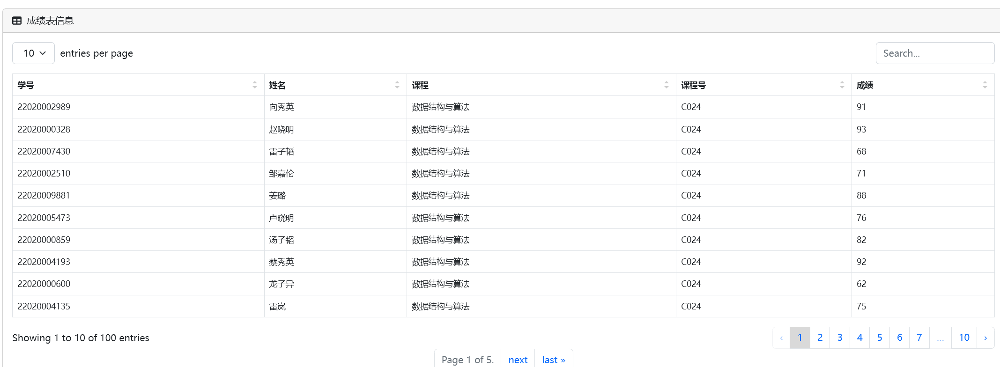 成绩表信息
10 entries per page
Search...
学号 姓名 课程 课程号 成绩
22020002989 向秀英 数据结构与算法 C024 91
22020000328 赵晓明 数据结构与算法 C024 93
22020007430 雷子韬 数据结构与算法 C024 68
22020002510 邹嘉伦 数据结构与算法 C024 71
22020009881 姜璐 数据结构与算法 C024 88
22020005473 卢晓明 数据结构与算法 C024 76
22020000859 汤子韬 数据结构与算法 C024 82
22020004193 蔡秀英 数据结构与算法 C024 92
22020000600 龙子异 数据结构与算法 C024 62
22020004135 雷岚 数据结构与算法 C024 75
Showing 1 to 10 of 100 entries
‹ 1 2 3 4 5 6 7 ... 10 ›
Page 1 of 5. next last »